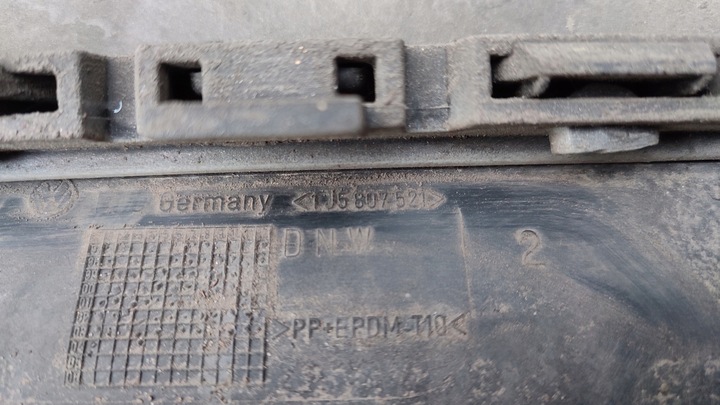 Germany <1J5 807 521>
D N.W 2
>PP+EPDM-T10<